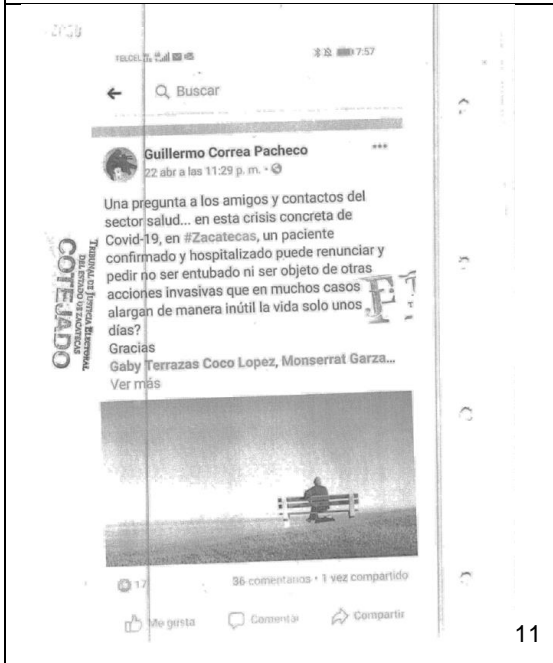 TELCEL
7:57
Buscar
Guillermo Correa Pacheco
22 abr a las 11:29 p. m.
Una pregunta a los amigos y contactos del
sector salud... en esta crisis concreta de
Covid-19, en #Zacatecas, un paciente
confirmado y hospitalizado puede renunciar y
pedir no ser entubado ni ser objeto de otras
acciones invasivas que en muchos casos
alargan de manera inútil la vida solo unos
días?
Gracias
Gaby Terrazas Coco Lopez, Monserrat Garza...
Ver más
TRIBUNAL DE JUSTICIA ELECTORAL
DEL ESTADO DE ZACATECAS
COTEJADO
17
36 comentarios • 1 vez compartido
Me gusta
Comentar
Compartir
11